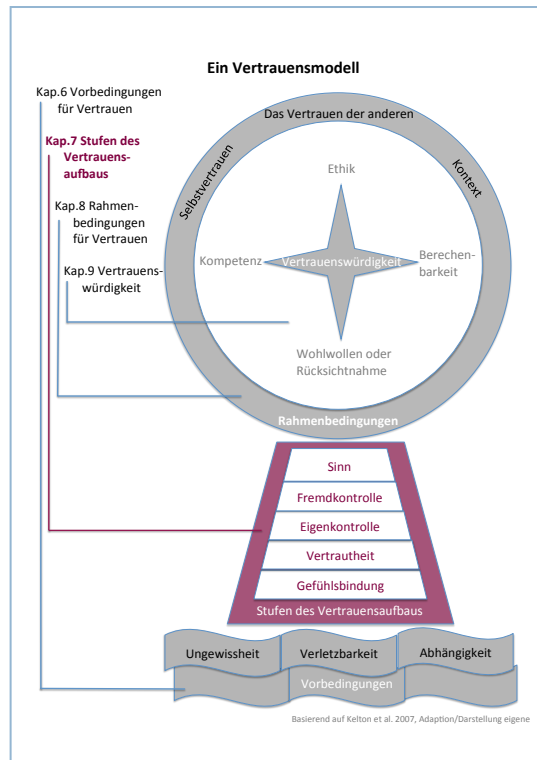 Ein Vertrauensmodell
Kap.6 Vorbedingungen
für Vertrauen
Kap.7 Stufen des
Vertrauens-
aufbaus
Kap.8 Rahmen-
bedingungen
für Vertrauen
Kap.9 Vertrauens-
würdigkeit
Das Vertrauen der anderen
Selbstvertrauen
Kontext
Ethik
Kompetenz
Vertrauenswürdigkeit
Berechen-
barkeit
Wohlwollen oder
Rücksichtnahme
Rahmenbedingungen
Sinn
Fremdkontrolle
Eigenkontrolle
Vertrautheit
Gefühlsbindung
Stufen des Vertrauensaufbaus
Ungewissheit
Verletzbarkeit
Abhängigkeit
Vorbedingungen
Basierend auf Kelton et al. 2007, Adaption/Darstellung eigene